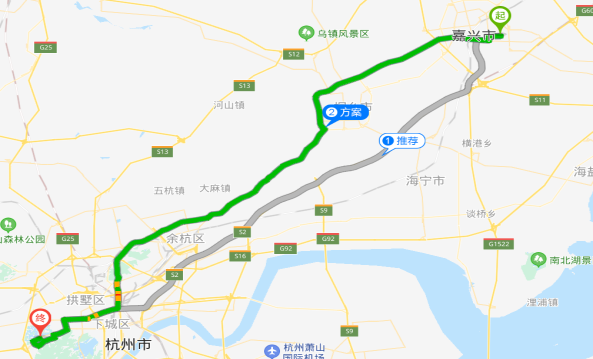 起
G60
G25
乌镇风景区
嘉兴市
S12
S13
河山镇
S11
2 方案
1 推荐
横港乡
S13
海宁市
五杭镇
大麻镇
谈桥乡
S9
余杭区
S2
G92
G1522
山森林公园
G25
G92
S16
南北湖景
S2
拱墅区
澉浦镇
终
下城区
杭州市
S9
杭州萧山
国际机场